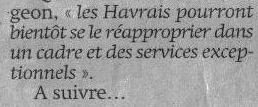 geon, « les Havrais pourront
bientôt se le réapproprier dans
un cadre et des services excep-
tionnels ».
A suivre...